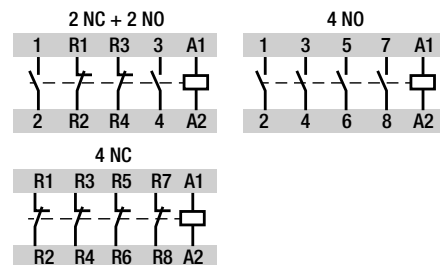 2 NC + 2 NO
1 R1 R3 3 A1
2 R2 R4 4 A2
4 NO
1 3 5 7 A1
2 4 6 8 A2
4 NC
R1 R3 R5 R7 A1
R2 R4 R6 R8 A2